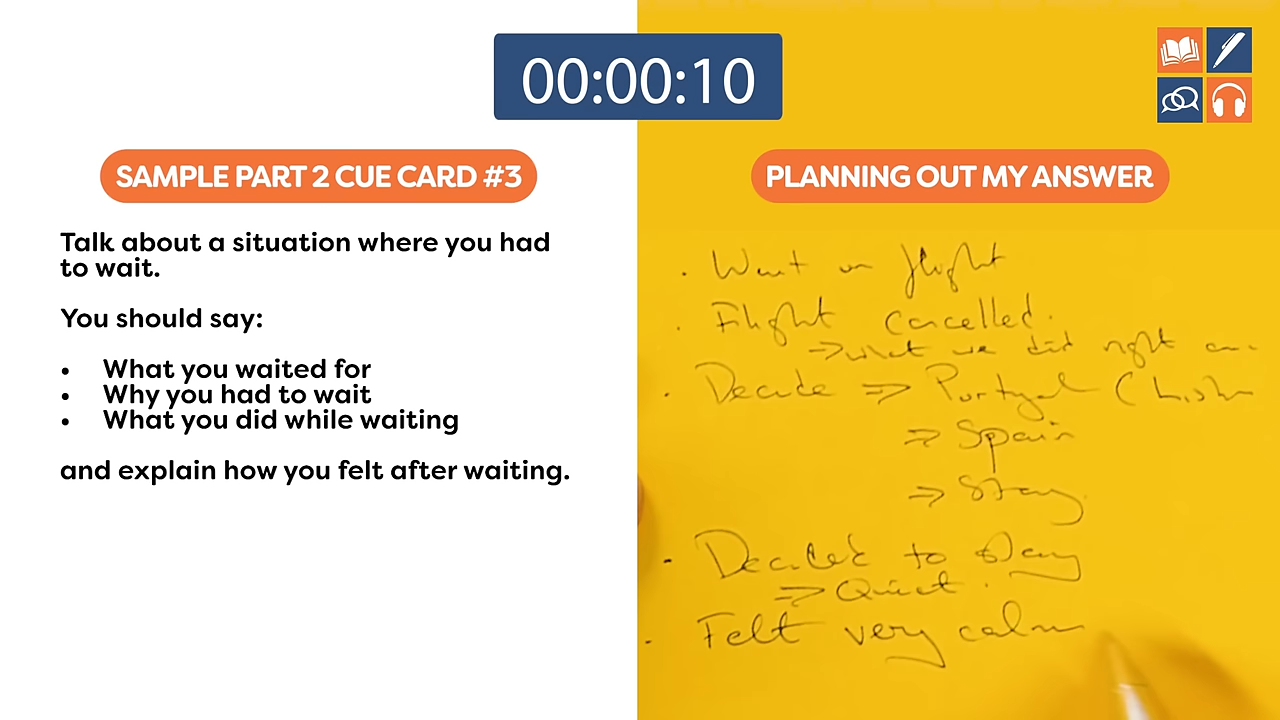 00:00:10
SAMPLE PART 2 CUE CARD #3
Talk about a situation where you had
to wait.
You should say:
• What you waited for
• Why you had to wait
• What you did while waiting
and explain how you felt after waiting.
PLANNING OUT MY ANSWER
• Wait on flight
• Flight cancelled.
→ what we did right
• Decide ⇒ Portugal (
⇒ Spain
⇒ Stay
• Decided to stay
⇒ Quiet.
• Felt very calm